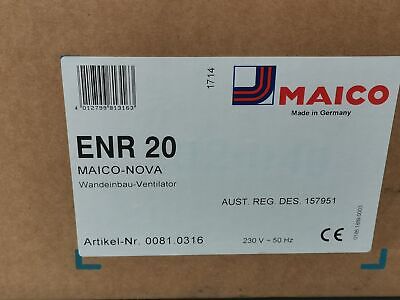 4 012799 813163
1714
MAICO
Made in Germany
ENR 20
MAICO-NOVA
Wandeinbau-Ventilator
AUST. REG. DES. 157951
Artikel-Nr. 0081.0316
230 V ~ 50 Hz
CE